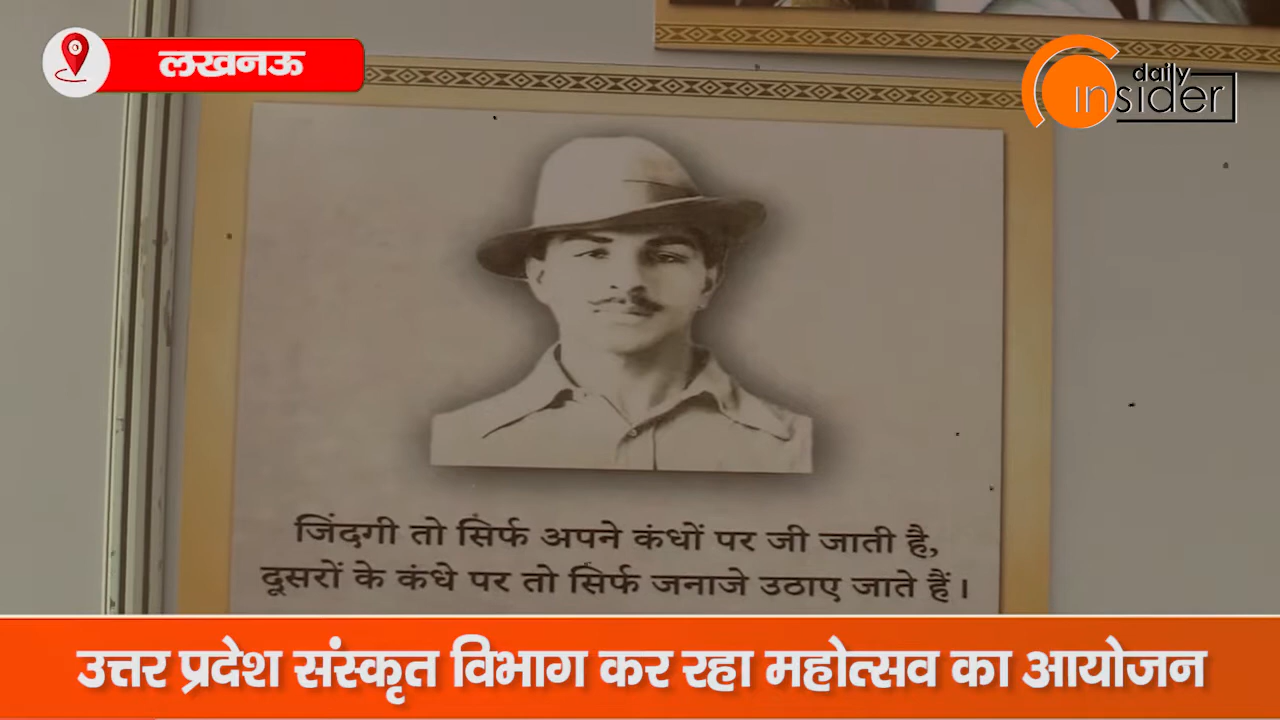 लखनऊ
daily
insider
जिंदगी तो सिर्फ अपने कंधों पर जी जाती है,
दूसरों के कंधे पर तो सिर्फ जनाजे उठाए जाते हैं।
उत्तर प्रदेश संस्कृत विभाग कर रहा महोत्सव का आयोजन